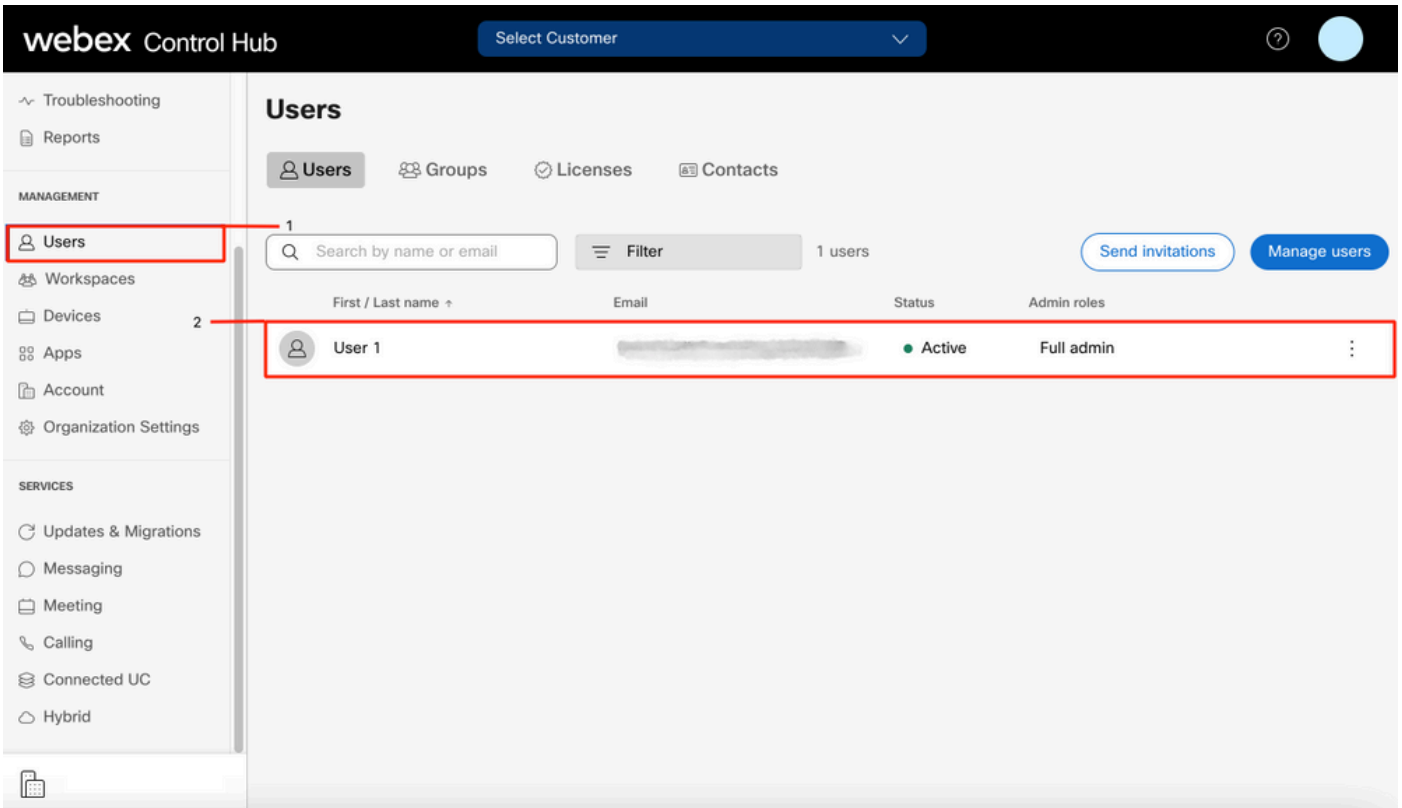 webex Control Hub
Select Customer
Troubleshooting
Reports
MANAGEMENT
Users
Workspaces
Devices
Apps
Account
Organization Settings
SERVICES
Updates & Migrations
Messaging
Meeting
Calling
Connected UC
Hybrid
Users
Users
Groups
Licenses
Contacts
1
Search by name or email
Filter
1 users
Send invitations
Manage users
First / Last name ↑
Email
Status
Admin roles
2
User 1
Active
Full admin